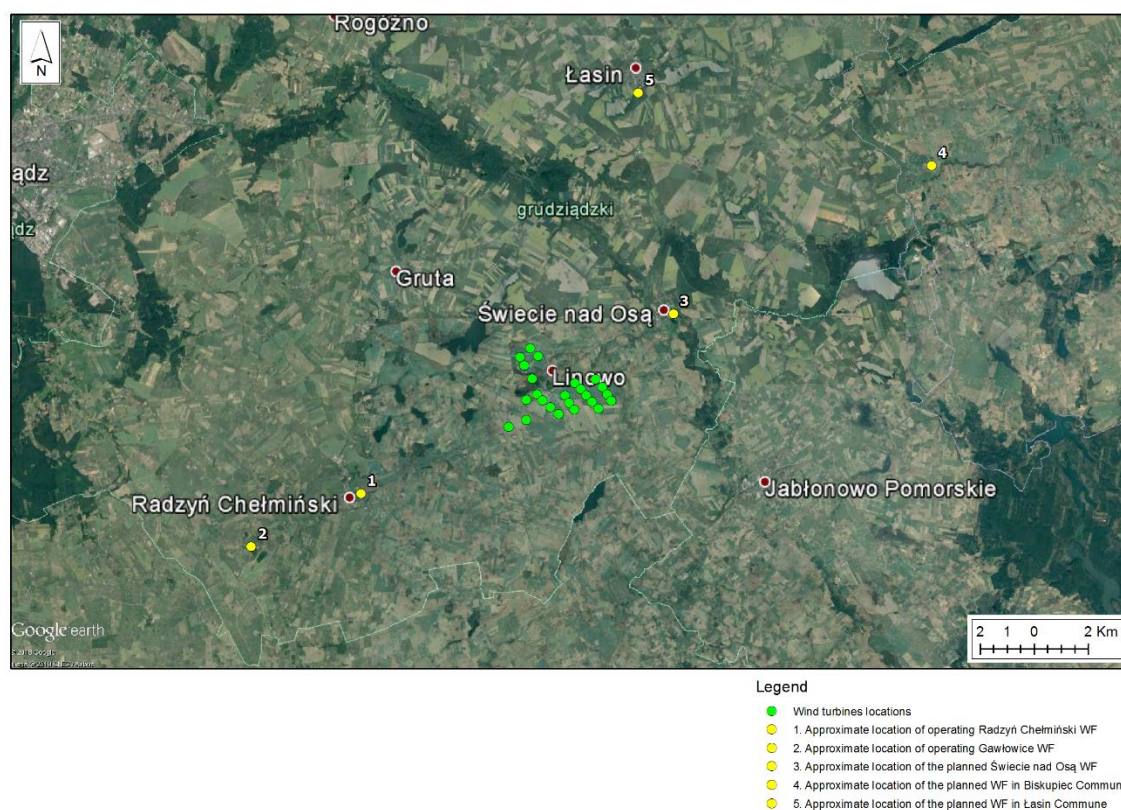 Rogóźno
N
Łasin
5
4
ądz
grudziądzki
ądz
Gruta
Świecie nad Osą
3
Linowo
1
Radzyń Chełmiński
Jabłonowo Pomorskie
2
Google earth
2 1 0 2 Km
Legend
Wind turbines locations
1. Approximate location of operating Radzyń Chełmiński WF
2. Approximate location of operating Gawłowice WF
3. Approximate location of the planned Świecie nad Osą WF
4. Approximate location of the planned WF in Biskupiec Commun
5. Approximate location of the planned WF in Łasin Commune